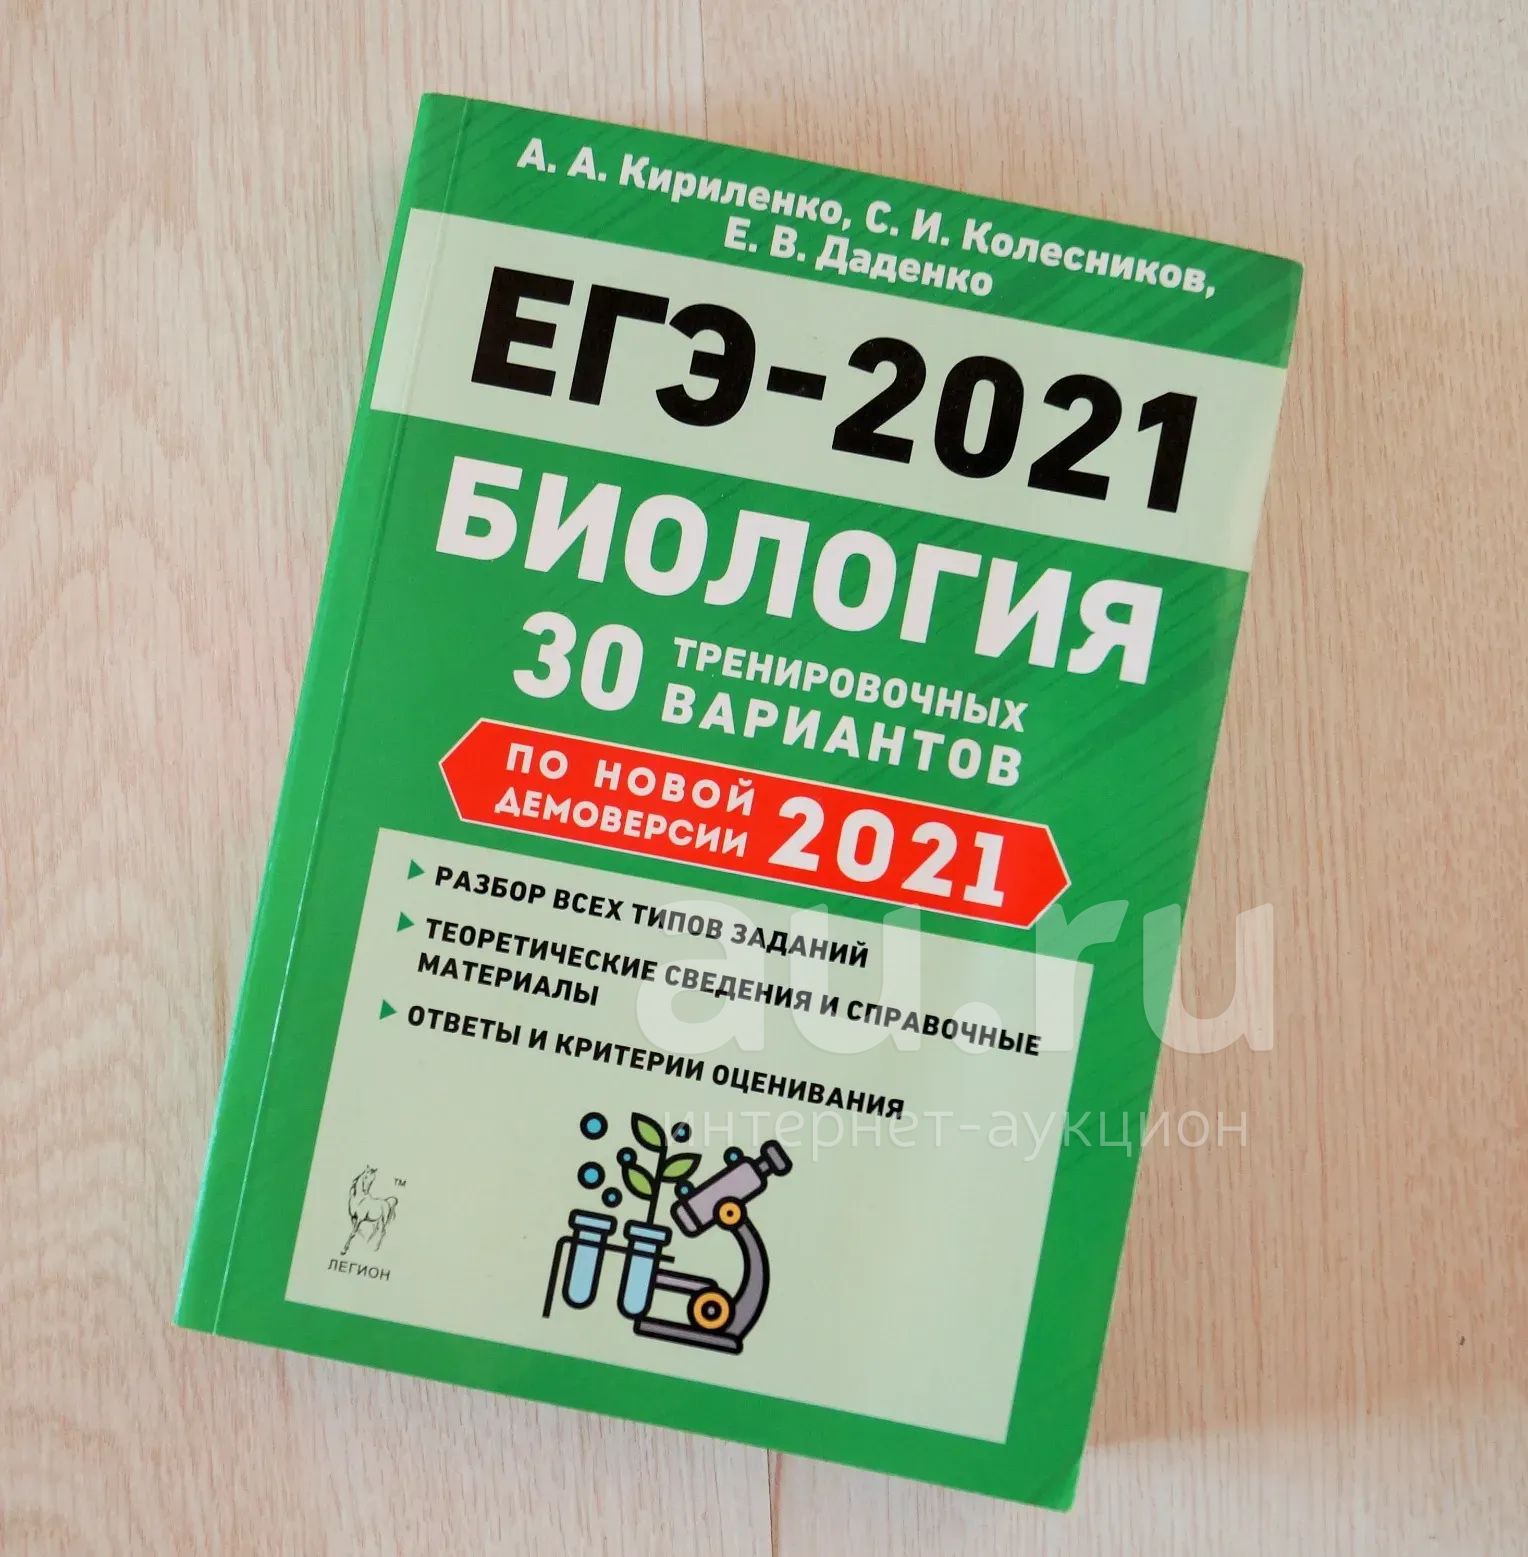 А. А. Кириленко, С. И. Колесников,
Е. В. Даденко
ЕГЭ-2021
БИОЛОГИЯ
30 ТРЕНИРОВОЧНЫХ
ВАРИАНТОВ
ПО НОВОЙ
ДЕМОВЕРСИИ 2021
РАЗБОР ВСЕХ ТИПОВ ЗАДАНИЙ
ТЕОРЕТИЧЕСКИЕ СВЕДЕНИЯ И СПРАВОЧНЫЕ
МАТЕРИАЛЫ
ОТВЕТЫ И КРИТЕРИИ ОЦЕНИВАНИЯ
au.ru
интернет-аукцион
TM
ЛЕГИОН